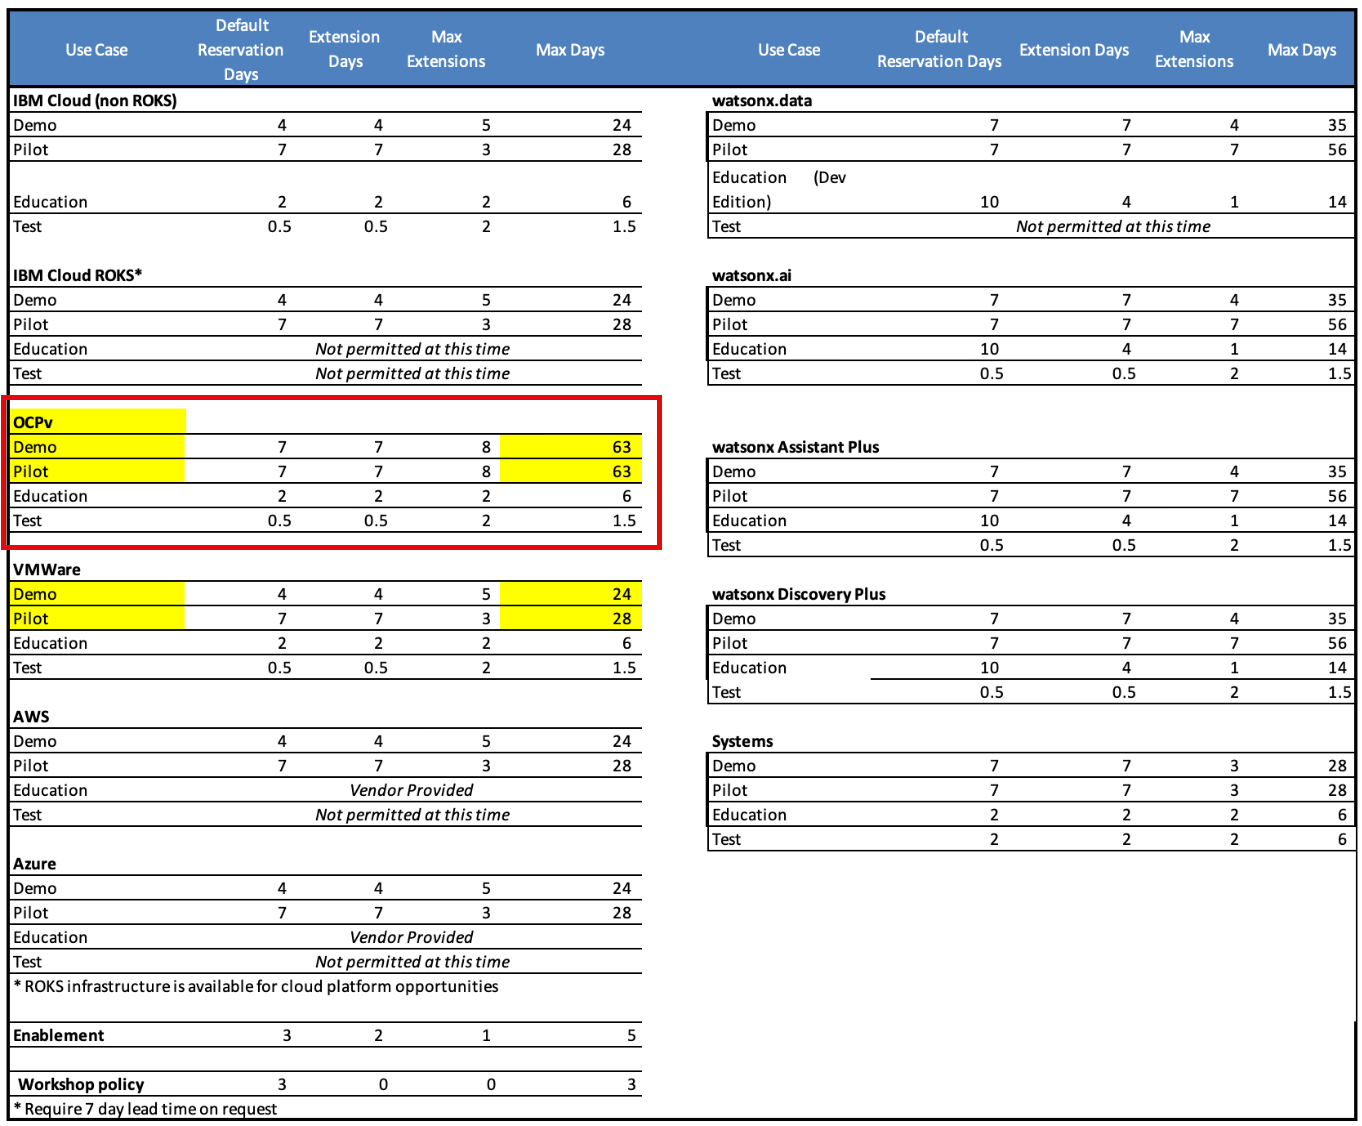 Use Case Default Reservation Days Extension Days Max Extensions Max Days
IBM Cloud (non ROKS)
Demo 4 4 5 24
Pilot 7 7 3 28
Education 2 2 2 6
Test 0.5 0.5 2 1.5
IBM Cloud ROKS*
Demo 4 4 5 24
Pilot 7 7 3 28
Education Not permitted at this time
Test Not permitted at this time
OCPv
Demo 7 7 8 63
Pilot 7 7 8 63
Education 2 2 2 6
Test 0.5 0.5 2 1.5
VMWare
Demo 4 4 5 24
Pilot 7 7 3 28
Education 2 2 2 6
Test 0.5 0.5 2 1.5
AWS
Demo 4 4 5 24
Pilot 7 7 3 28
Education Vendor Provided
Test Not permitted at this time
Azure
Demo 4 4 5 24
Pilot 7 7 3 28
Education Vendor Provided
Test Not permitted at this time
* ROKS infrastructure is available for cloud platform opportunities
Enablement 3 2 1 5
Workshop policy 3 0 0 3
* Require 7 day lead time on request
Use Case Default Reservation Days Extension Days Max Extensions Max Days
watsonx.data
Demo 7 7 4 35
Pilot 7 7 7 56
Education (Dev
Edition) 10 4 1 14
Test Not permitted at this time
watsonx.ai
Demo 7 7 4 35
Pilot 7 7 7 56
Education 10 4 1 14
Test 0.5 0.5 2 1.5
watsonx Assistant Plus
Demo 7 7 4 35
Pilot 7 7 7 56
Education 10 4 1 14
Test 0.5 0.5 2 1.5
watsonx Discovery Plus
Demo 7 7 4 35
Pilot 7 7 7 56
Education 10 4 1 14
Test 0.5 0.5 2 1.5
Systems
Demo 7 7 3 28
Pilot 7 7 3 28
Education 2 2 2 6
Test 2 2 2 6